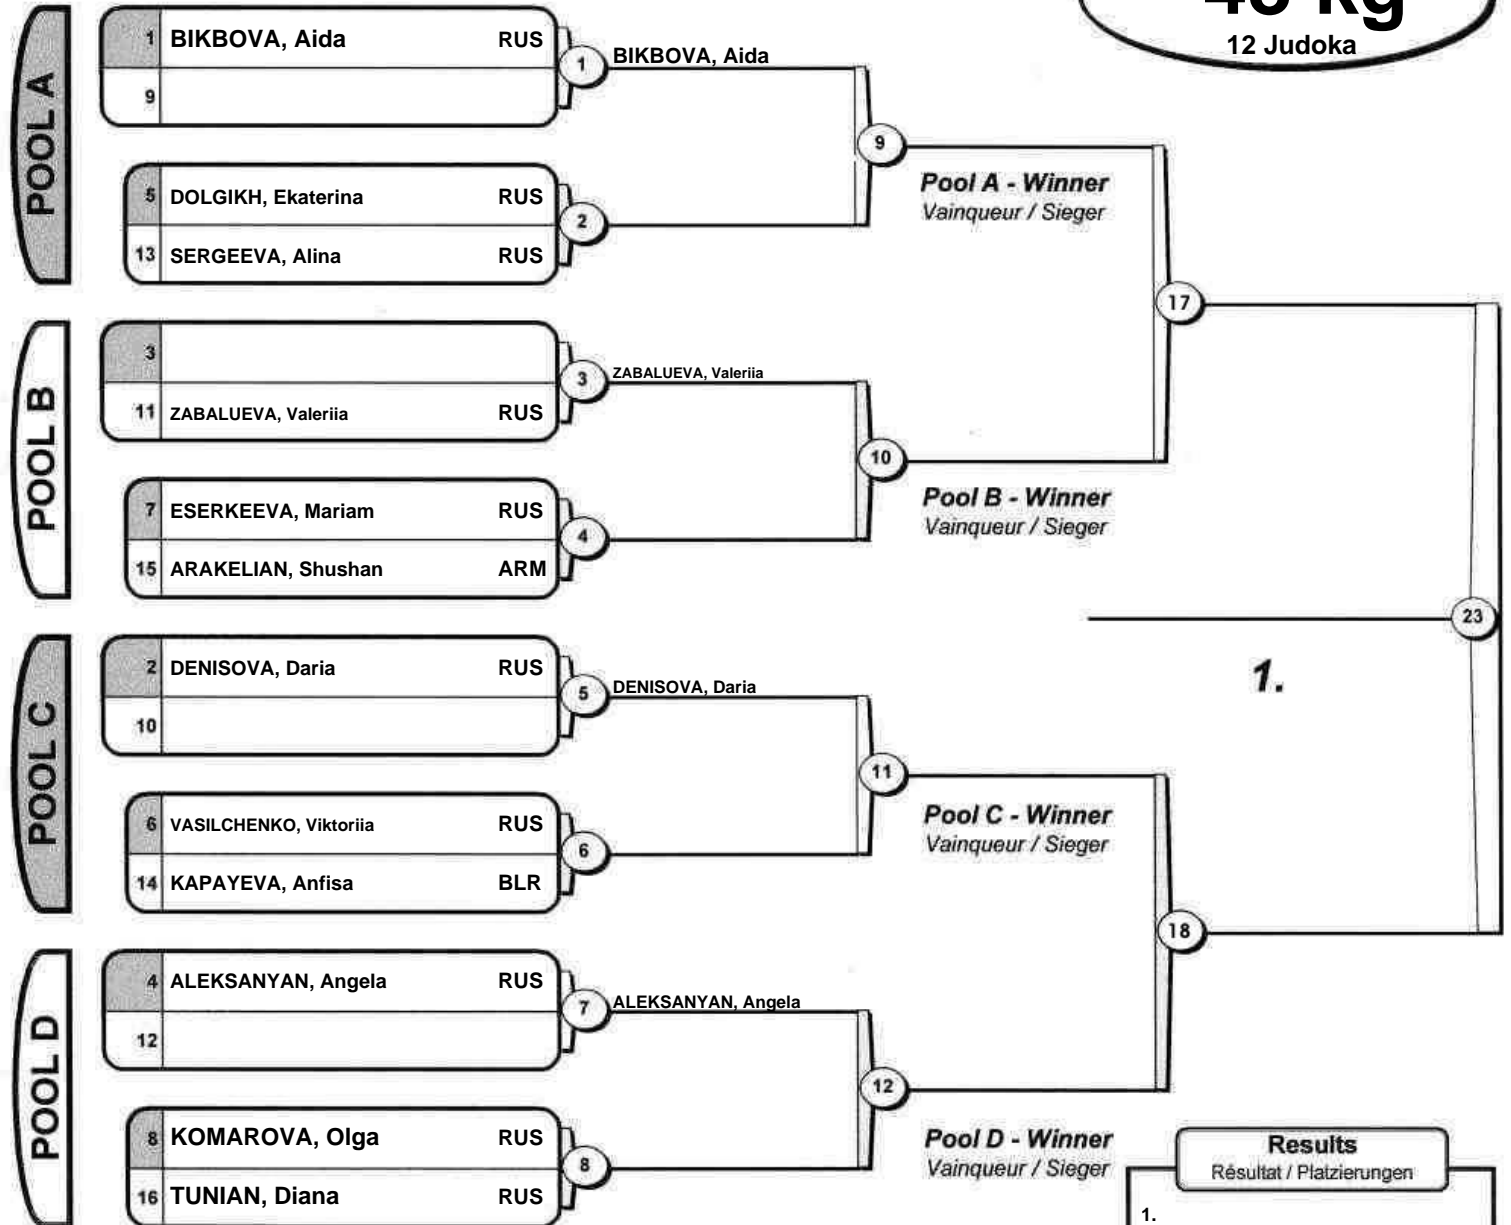 48 kg
12 Judoka
POOL A
1 BIKBOVA, Aida RUS
9
1 BIKBOVA, Aida
5 DOLGIKH, Ekaterina RUS
13 SERGEEVA, Alina RUS
2
9
Pool A - Winner
Vainqueur / Sieger
17
POOL B
3
11 ZABALUEVA, Valeriia RUS
3 ZABALUEVA, Valeriia
7 ESERKEEVA, Mariam RUS
15 ARAKELIAN, Shushan ARM
4
10
Pool B - Winner
Vainqueur / Sieger
23
1.
POOL C
2 DENISOVA, Daria RUS
10
5 DENISOVA, Daria
6 VASILCHENKO, Viktoriia RUS
14 KAPAYEVA, Anfisa BLR
6
11
Pool C - Winner
Vainqueur / Sieger
18
POOL D
4 ALEKSANYAN, Angela RUS
12
7 ALEKSANYAN, Angela
8 KOMAROVA, Olga RUS
16 TUNIAN, Diana RUS
8
12
Pool D - Winner
Vainqueur / Sieger
Results
Résultat / Platzierungen
1.